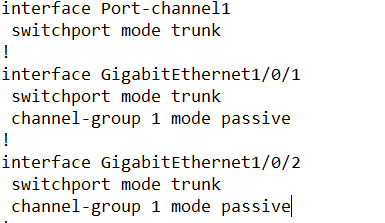 interface Port-channel1
 switchport mode trunk
!
interface GigabitEthernet1/0/1
 switchport mode trunk
 channel-group 1 mode passive
!
interface GigabitEthernet1/0/2
 switchport mode trunk
 channel-group 1 mode passive